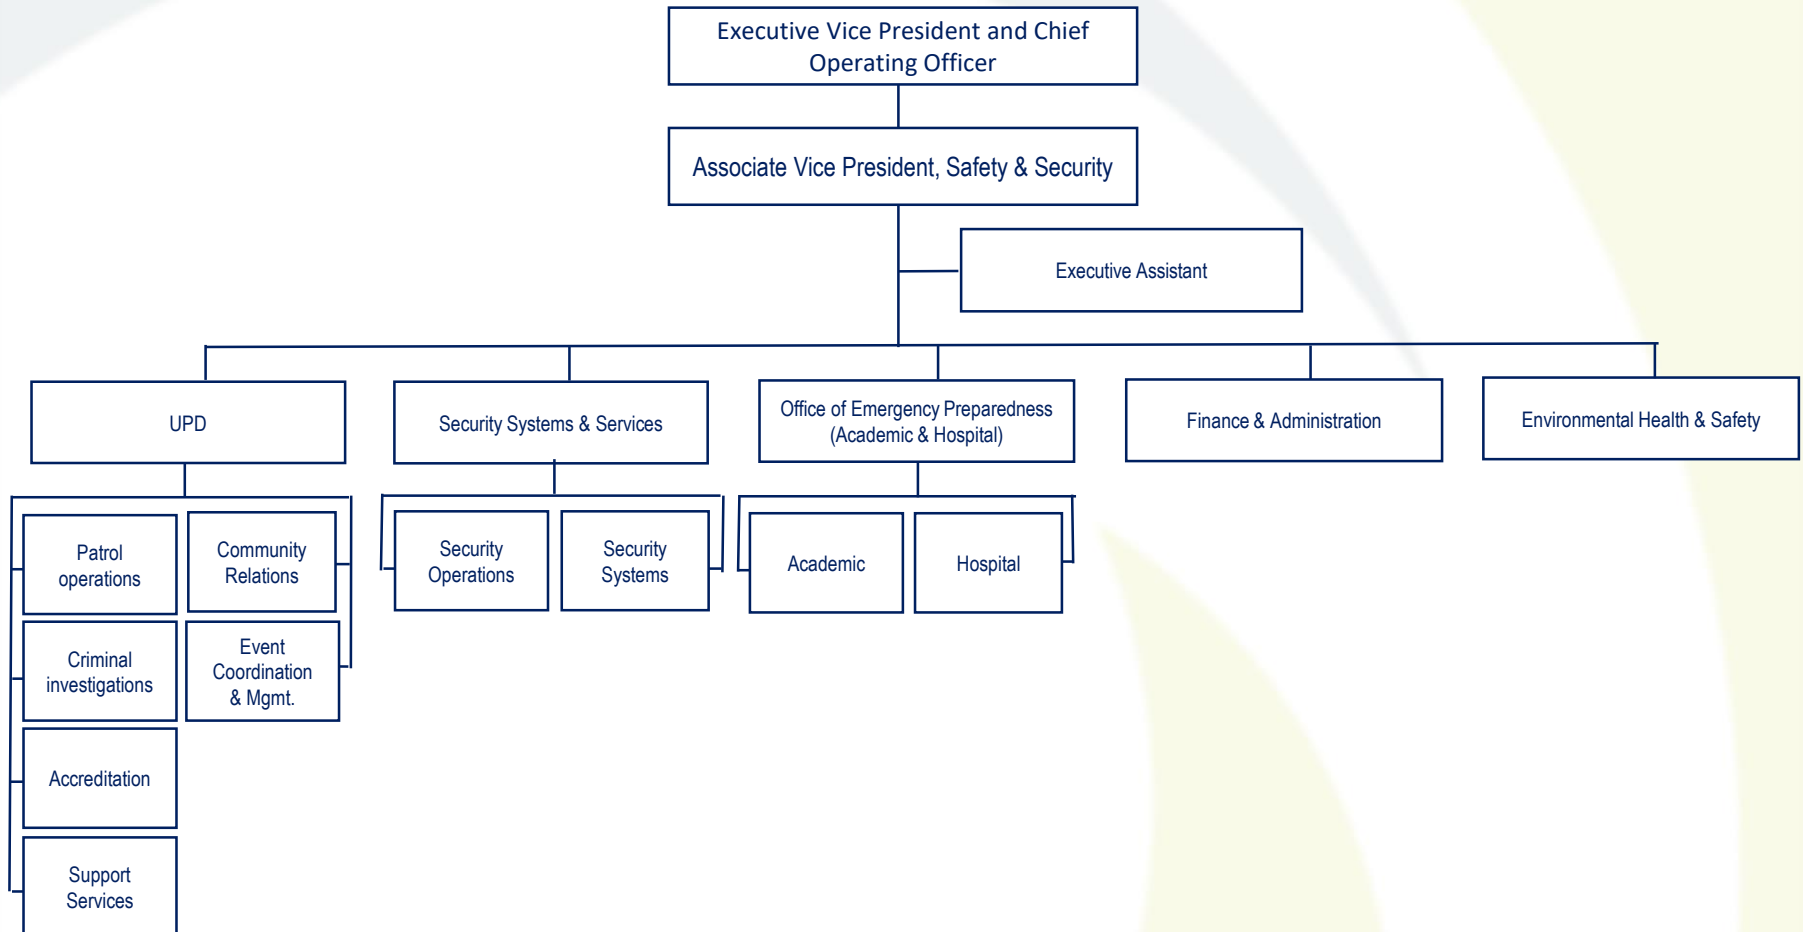 Executive Vice President and Chief
Operating Officer
Associate Vice President, Safety & Security
Executive Assistant
UPD
Security Systems & Services
Office of Emergency Preparedness
(Academic & Hospital)
Finance & Administration
Environmental Health & Safety
Patrol
operations
Community
Relations
Security
Operations
Security
Systems
Academic
Hospital
Criminal
investigations
Event
Coordination
& Mgmt.
Accreditation
Support
Services